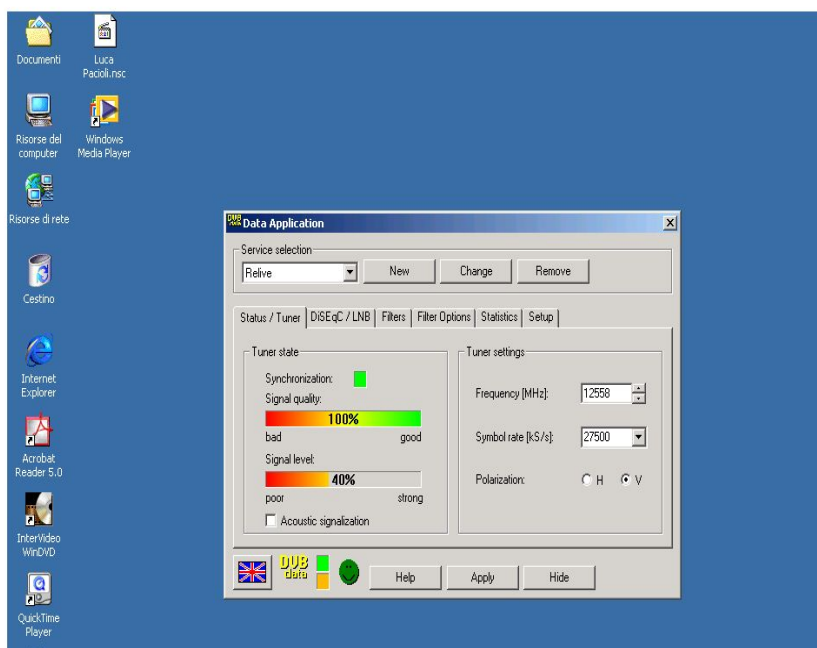 Documenti
Luca
Pacioli.nsc
Risorse del
computer
Windows
Media Player
Risorse di rete
Cestino
Internet
Explorer
Acrobat
Reader 5.0
InterVideo
WinDVD
QuickTime
Player
DVB data Data Application
Service selection
Relive New Change Remove
Status / Tuner DiSEqC / LNB Filters Filter Options Statistics Setup
Tuner state
Synchronization:
Signal quality:
100%
bad good
Signal level:
40%
poor strong
Acoustic signalization
Tuner settings
Frequency [MHz]: 12558
Symbol rate [kS/s]: 27500
Polarization: H V
DVB
data
Help Apply Hide